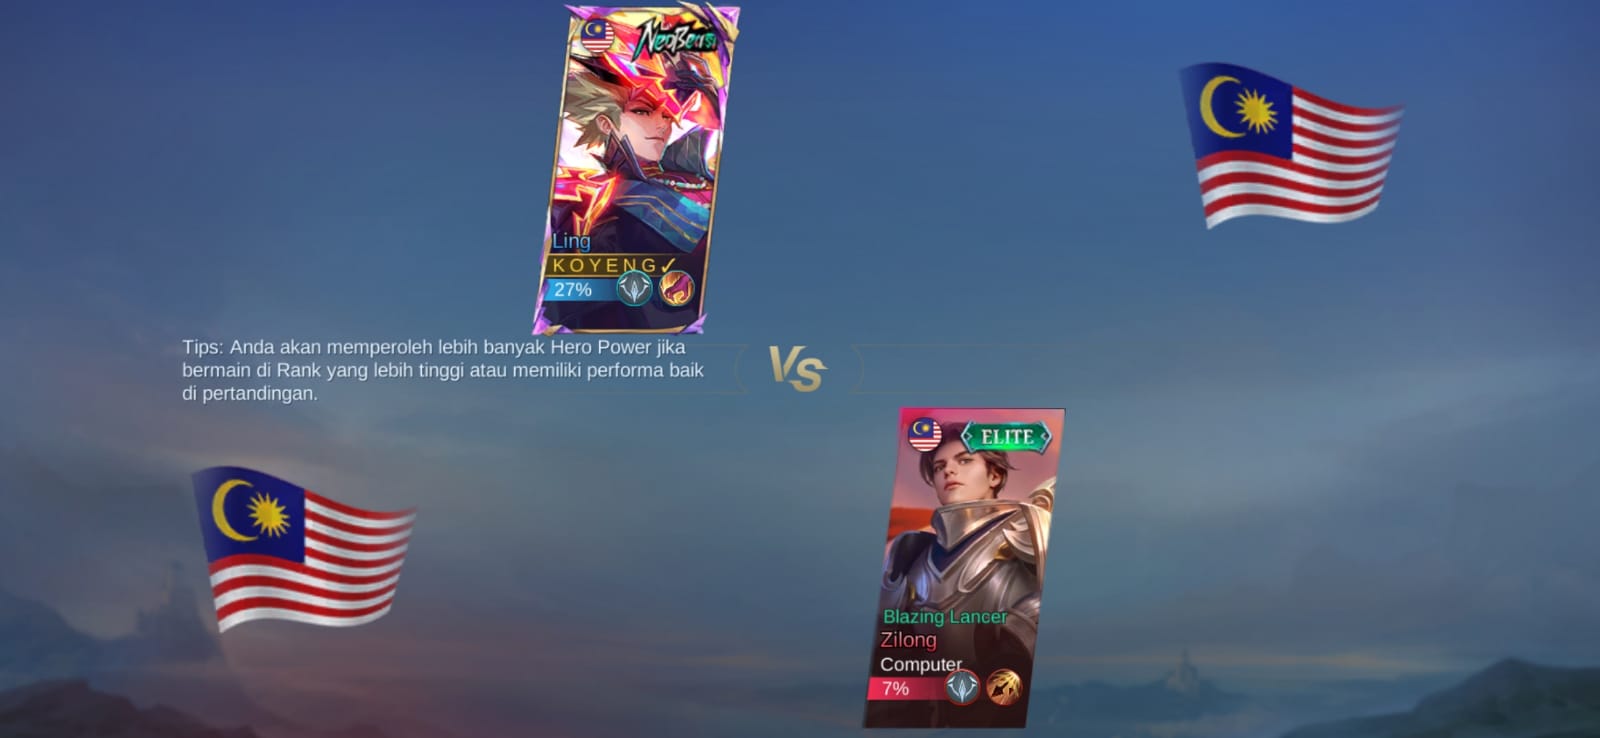 NeoBeast
Ling
KOYENG✓
27%
Tips: Anda akan memperoleh lebih banyak Hero Power jika
bermain di Rank yang lebih tinggi atau memiliki performa baik
di pertandingan.
VS
ELITE
Blazing Lancer
Zilong
Computer
7%